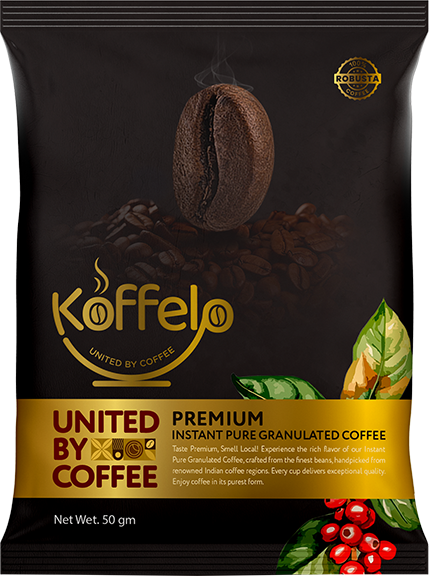 100%
ROBUSTA
COFFEE
Koffelo
UNITED BY COFFEE
UNITED
BY
COFFEE
PREMIUM
INSTANT PURE GRANULATED COFFEE
Taste Premium, Smell Local! Experience the rich flavor of our Instant
Pure Granulated Coffee, crafted from the finest beans, handpicked from
renowned Indian coffee regions. Every cup delivers exceptional quality.
Enjoy coffee in its purest form.
Net Wet. 50 gm